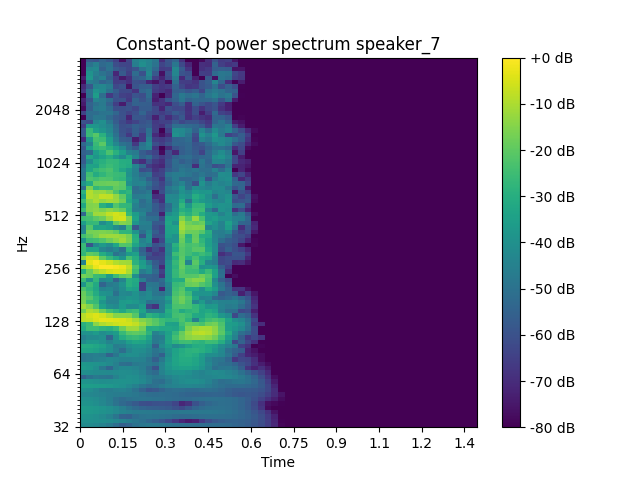 Constant-Q power spectrum speaker_7
Hz
2048
1024
512
256
128
64
32
0 0.15 0.3 0.45 0.6 0.75 0.9 1.1 1.2 1.4
Time
+0 dB
-10 dB
-20 dB
-30 dB
-40 dB
-50 dB
-60 dB
-70 dB
-80 dB